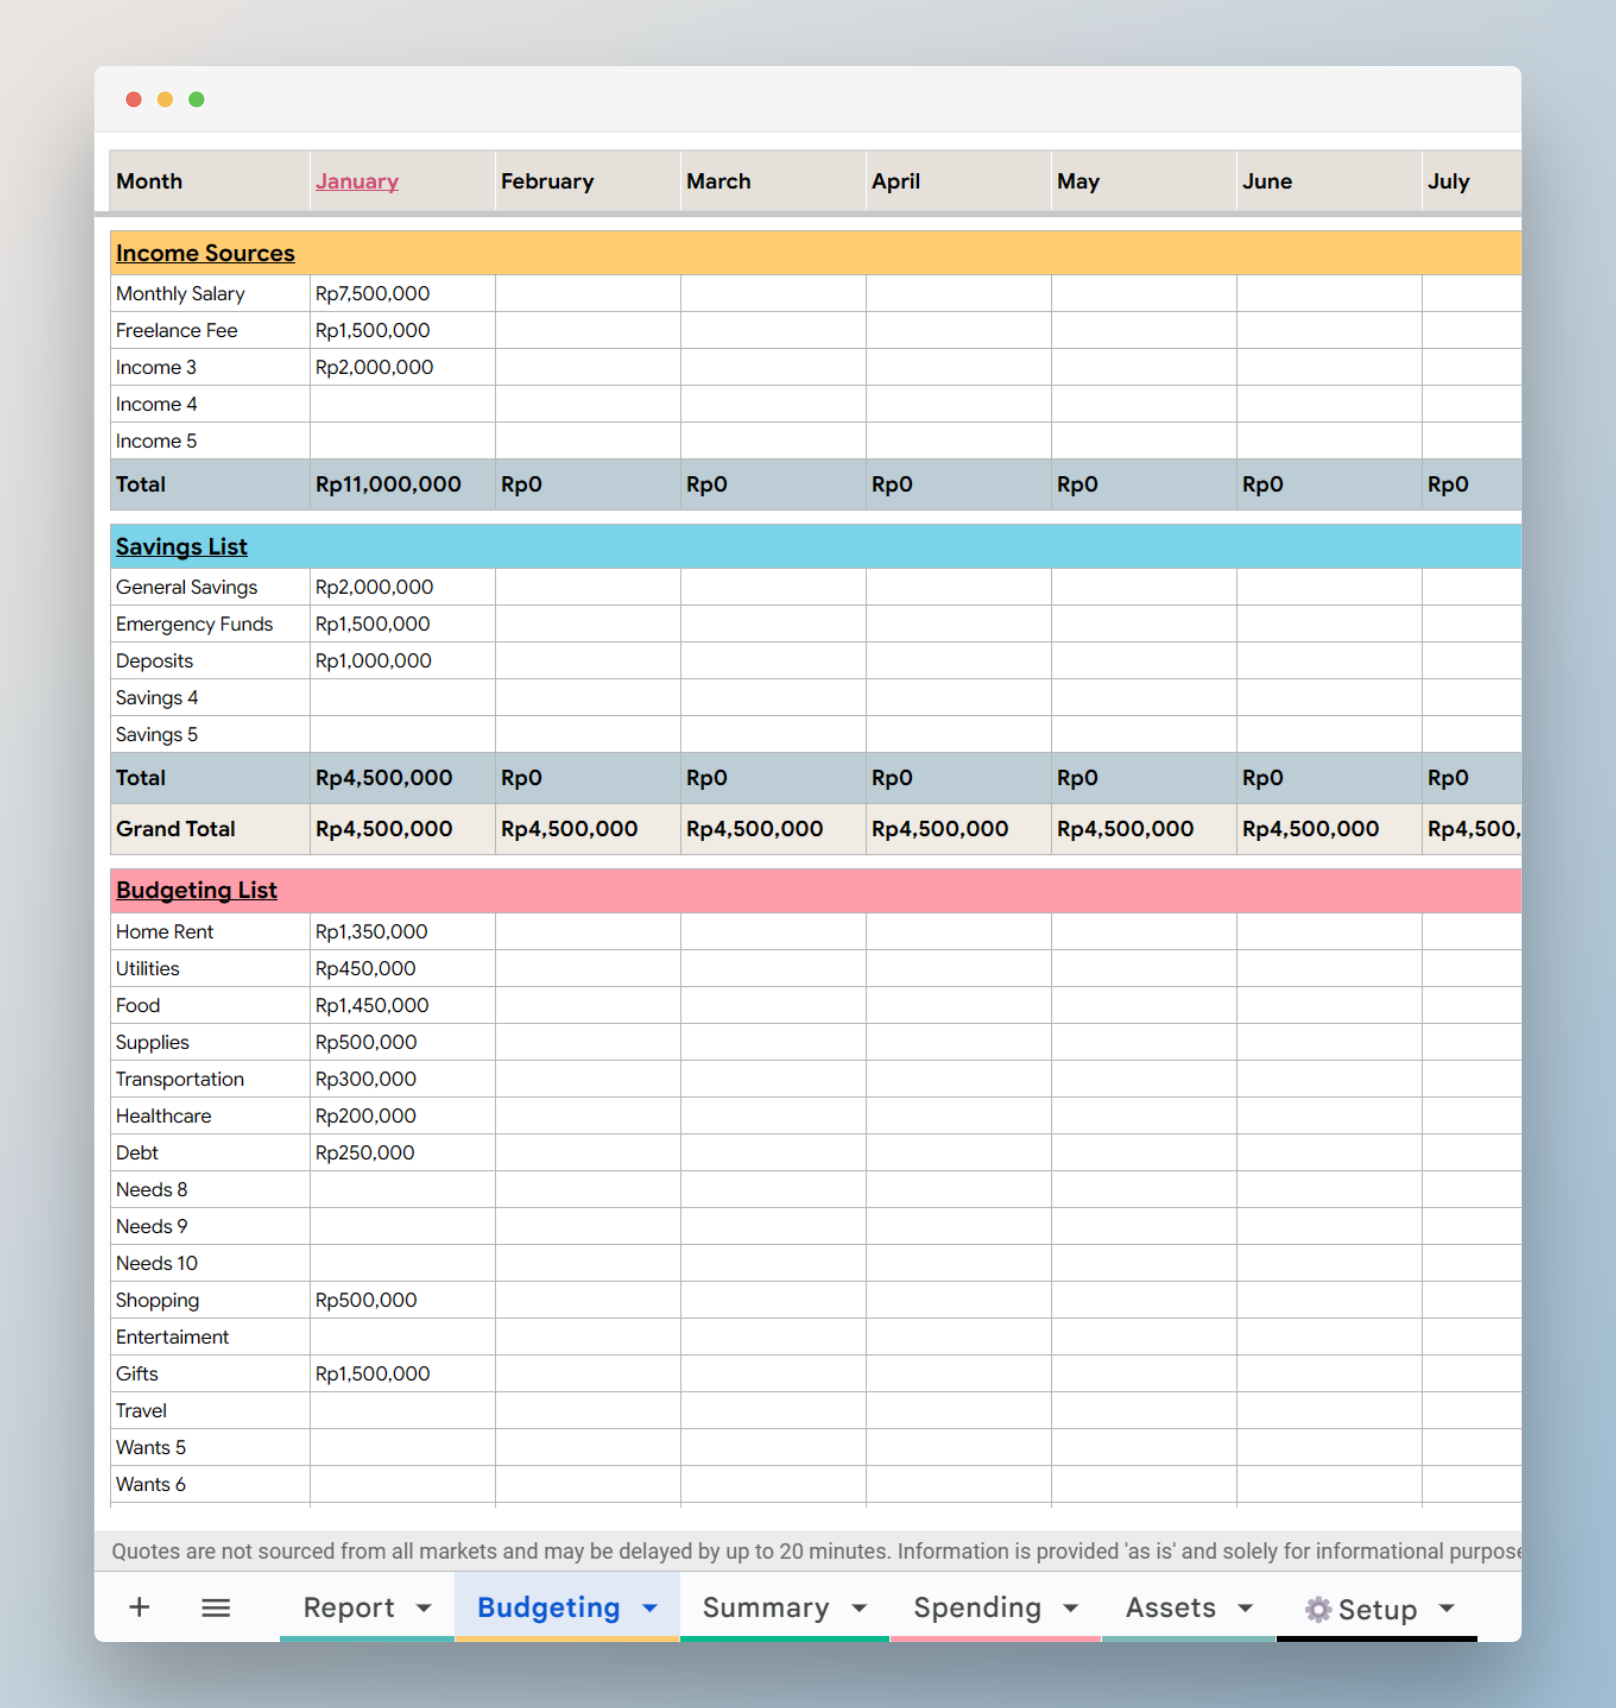 Month January February March April May June July
Income Sources
Monthly Salary Rp7,500,000
Freelance Fee Rp1,500,000
Income 3 Rp2,000,000
Income 4
Income 5
Total Rp11,000,000 Rp0 Rp0 Rp0 Rp0 Rp0 Rp0
Savings List
General Savings Rp2,000,000
Emergency Funds Rp1,500,000
Deposits Rp1,000,000
Savings 4
Savings 5
Total Rp4,500,000 Rp0 Rp0 Rp0 Rp0 Rp0 Rp0
Grand Total Rp4,500,000 Rp4,500,000 Rp4,500,000 Rp4,500,000 Rp4,500,000 Rp4,500,000 Rp4,500,
Budgeting List
Home Rent Rp1,350,000
Utilities Rp450,000
Food Rp1,450,000
Supplies Rp500,000
Transportation Rp300,000
Healthcare Rp200,000
Debt Rp250,000
Needs 8
Needs 9
Needs 10
Shopping Rp500,000
Entertaiment
Gifts Rp1,500,000
Travel
Wants 5
Wants 6
Quotes are not sourced from all markets and may be delayed by up to 20 minutes. Information is provided 'as is' and solely for informational purpose
Report Budgeting Summary Spending Assets Setup